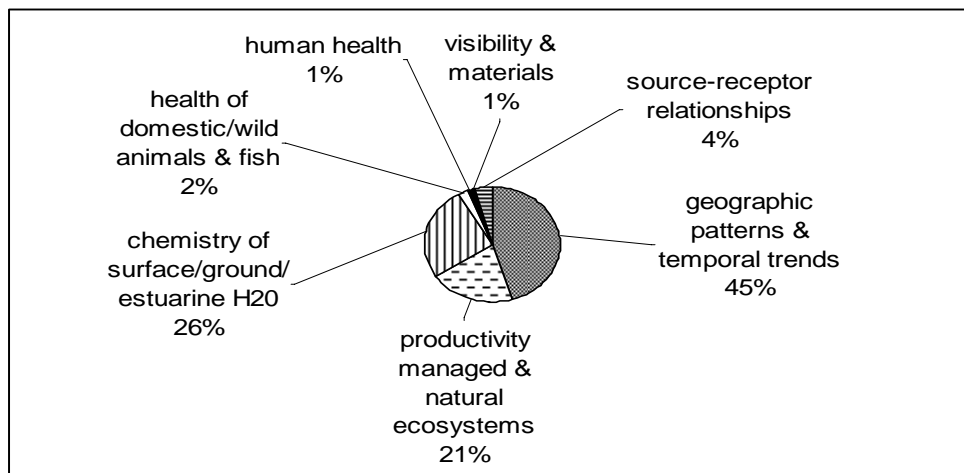 human health
1%
visibility &
materials
1%
source-receptor
relationships
4%
health of
domestic/wild
animals & fish
2%
geographic
patterns &
temporal trends
45%
chemistry of
surface/ground/
estuarine H20
26%
productivity
managed &
natural
ecosystems
21%